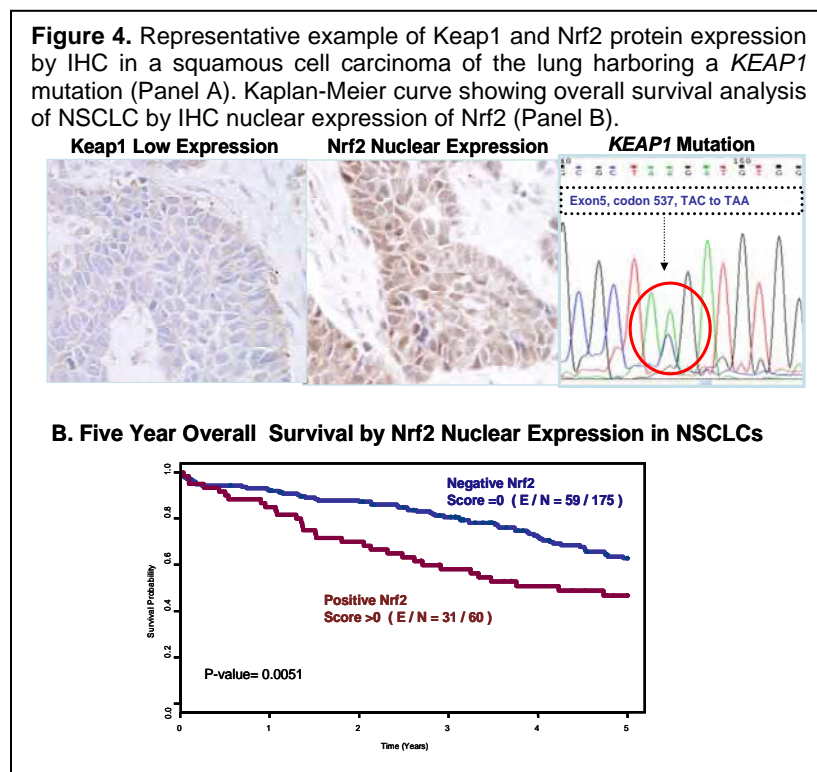 Figure 4. Representative example of Keap1 and Nrf2 protein expression
by IHC in a squamous cell carcinoma of the lung harboring a KEAP1
mutation (Panel A). Kaplan-Meier curve showing overall survival analysis
of NSCLC by IHC nuclear expression of Nrf2 (Panel B).
Keap1 Low Expression
Nrf2 Nuclear Expression
KEAP1 Mutation
Exon5, codon 537, TAC to TAA
B. Five Year Overall Survival by Nrf2 Nuclear Expression in NSCLCs
Negative Nrf2
Score =0 ( E / N = 59 / 175 )
Positive Nrf2
Score >0 ( E / N = 31 / 60 )
P-value= 0.0051
Survival Probability
1.0
0.8
0.6
0.4
0.2
0.0
0 1 2 3 4 5
Time (Years)